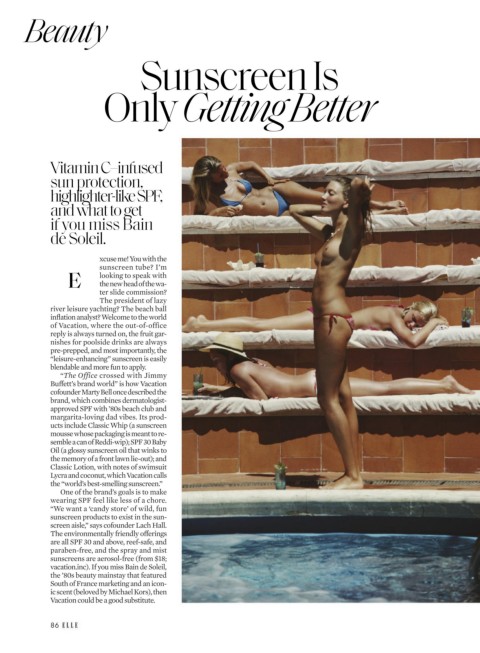 Beauty
Sunscreen Is
Only Getting Better
Vitamin C–infused
sun protection,
highlighter-like SPF,
and what to get
if you miss Bain
de Soleil.
Excuse me! You with the
sunscreen tube? I'm
looking to speak with
the new head of the wa-
ter slide commission?
The president of lazy
river leisure yachting? The beach ball
inflation analyst? Welcome to the world
of Vacation, where the out-of-office
reply is always turned on, the fruit gar-
nishes for poolside drinks are always
pre-prepped, and most importantly, the
“leisure-enhancing” sunscreen is easily
blendable and more fun to apply.
“The Office crossed with Jimmy
Buffett's brand world” is how Vacation
cofounder Marty Bell once described the
brand, which combines dermatologist-
approved SPF with '80s beach club and
margarita-loving dad vibes. Its prod-
ucts include Classic Whip (a sunscreen
mousse whose packaging is meant to re-
semble a can of Reddi-wip); SPF 30 Baby
Oil (a glossy sunscreen oil that winks to
the memory of a front lawn lie-out); and
Classic Lotion, with notes of swimsuit
Lycra and coconut, which Vacation calls
the “world's best-smelling sunscreen.”
One of the brand's goals is to make
wearing SPF feel like less of a chore.
“We want a ‘candy store’ of wild, fun
sunscreen products to exist in the sun-
screen aisle,” says cofounder Lach Hall.
The environmentally friendly offerings
are all SPF 30 and above, reef-safe, and
paraben-free, and the spray and mist
sunscreens are aerosol-free (from $18;
vacation.inc). If you miss Bain de Soleil,
the '80s beauty mainstay that featured
South of France marketing and an icon-
ic scent (beloved by Michael Kors), then
Vacation could be a good substitute.
86 ELLE